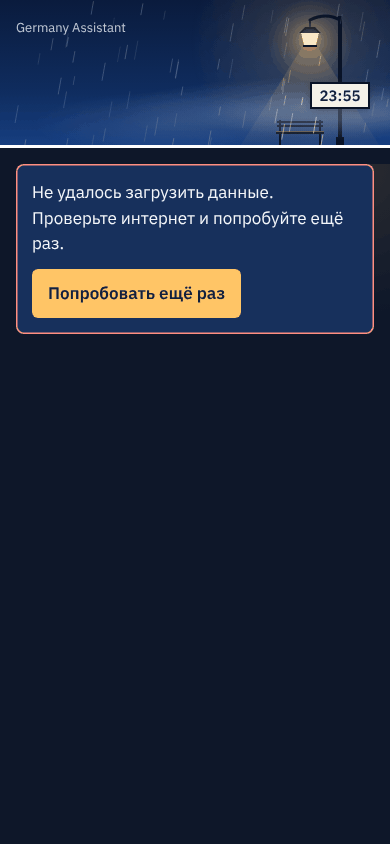 Germany Assistant
23:55
Не удалось загрузить данные.
Проверьте интернет и попробуйте ещё
раз.
Попробовать ещё раз